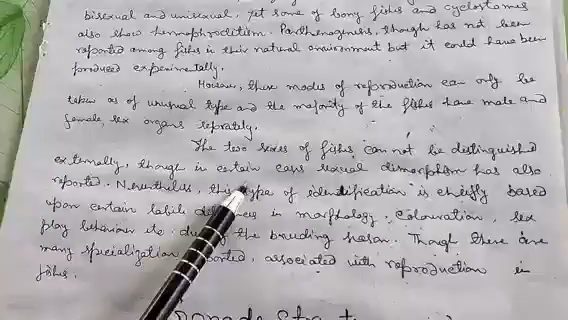 bisexual and unisexual, yet some of bony fishes and cyclostomes
also show hemaphroditism. Parthenogenesis, though has not been
reported among fishes in their natural environment but it could have been
produced experimentally.
However, these modes of reproduction can only be
taken as of unusual type and the majority of the fishes have male and
female sex organs seprately.
The two sexes of fishes can not be distinguished
externally, though in certain cases sexual dimorphism has also
reported. Nevertheless, this type of identification is chiefly based
upon certain labile in morphology, colouration, sex
play behaviour etc. the breeding season. Though there are
many specialization associated with reproduction in
fishes.